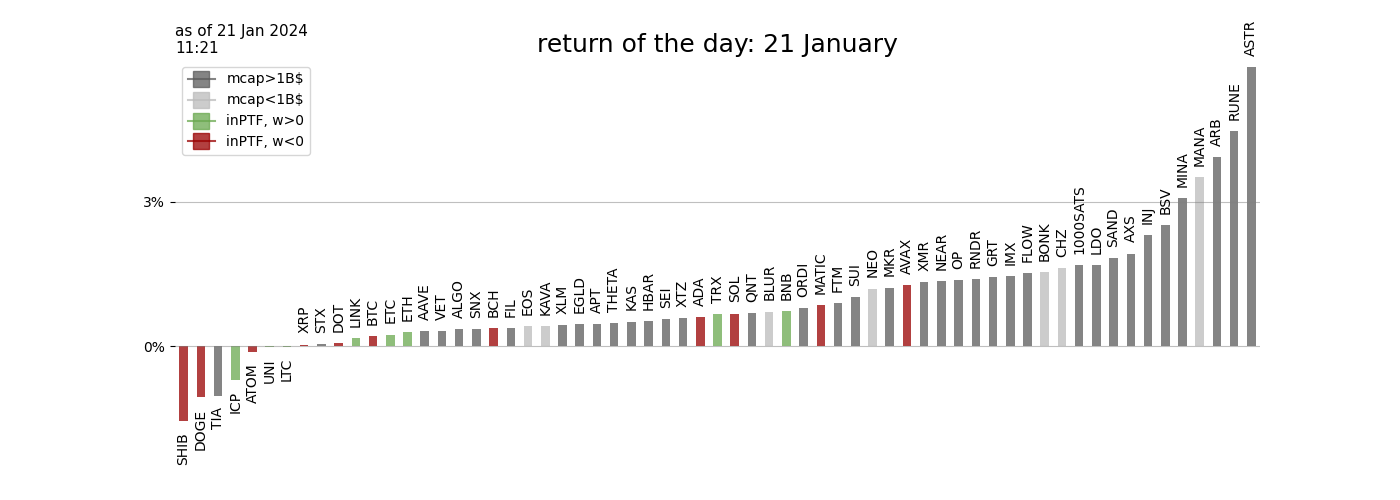 as of 21 Jan 2024
11:21
return of the day: 21 January
mcap>1B$
mcap<1B$
inPTF, w>0
inPTF, w<0
3%
0%
SHIB
DOGE
TIA
ICP
ATOM
UNI
LTC
XRP
STX
DOT
LINK
BTC
ETC
ETH
AAVE
VET
ALGO
SNX
BCH
FIL
EOS
KAVA
XLM
EGLD
APT
THETA
KAS
HBAR
SEI
XTZ
ADA
TRX
SOL
QNT
BLUR
BNB
ORDI
MATIC
FTM
SUI
NEO
MKR
AVAX
XMR
NEAR
OP
RNDR
GRT
IMX
FLOW
BONK
CHZ
1000SATS
LDO
SAND
AXS
INJ
BSV
MINA
MANA
ARB
RUNE
ASTR